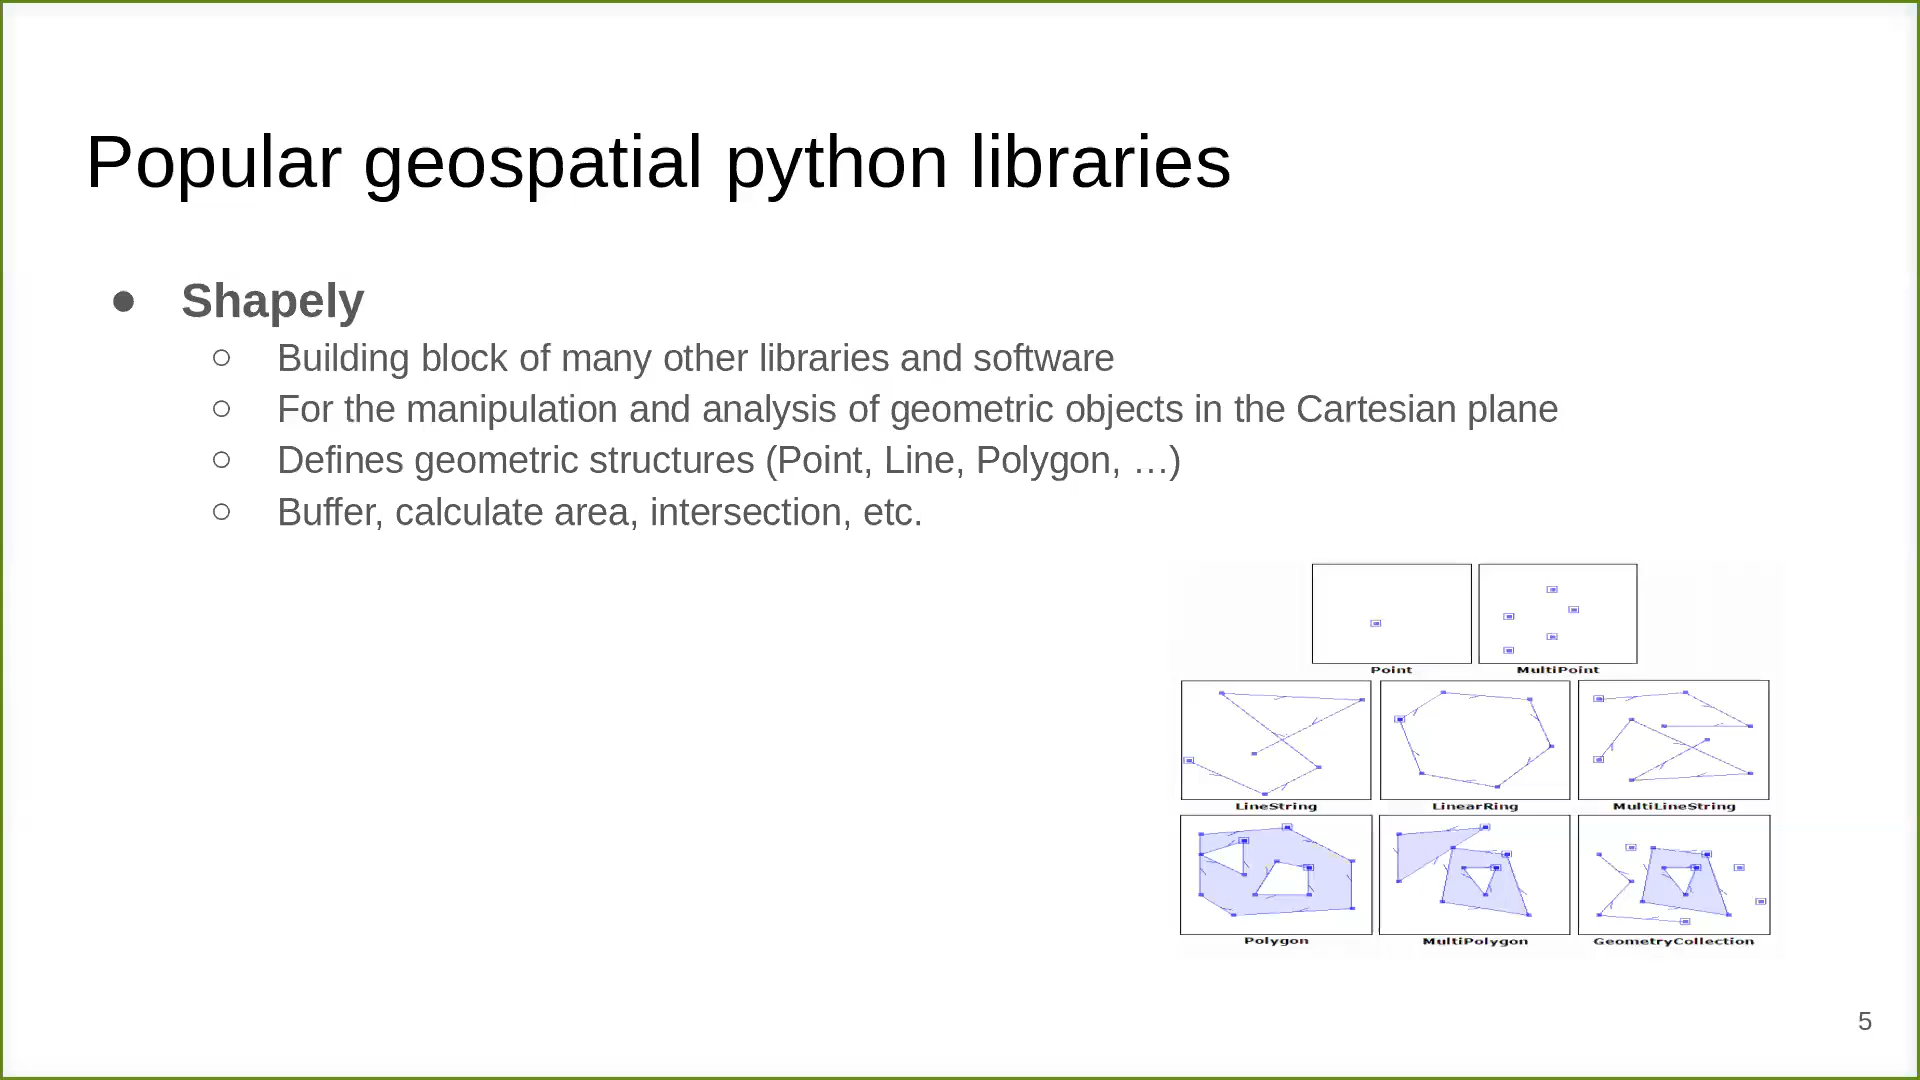 Popular geospatial python libraries
● Shapely
○ Building block of many other libraries and software
○ For the manipulation and analysis of geometric objects in the Cartesian plane
○ Defines geometric structures (Point, Line, Polygon, …)
○ Buffer, calculate area, intersection, etc.
Point MultiPoint
LineString LinearRing MultiLineString
Polygon MultiPolygon GeometryCollection
5